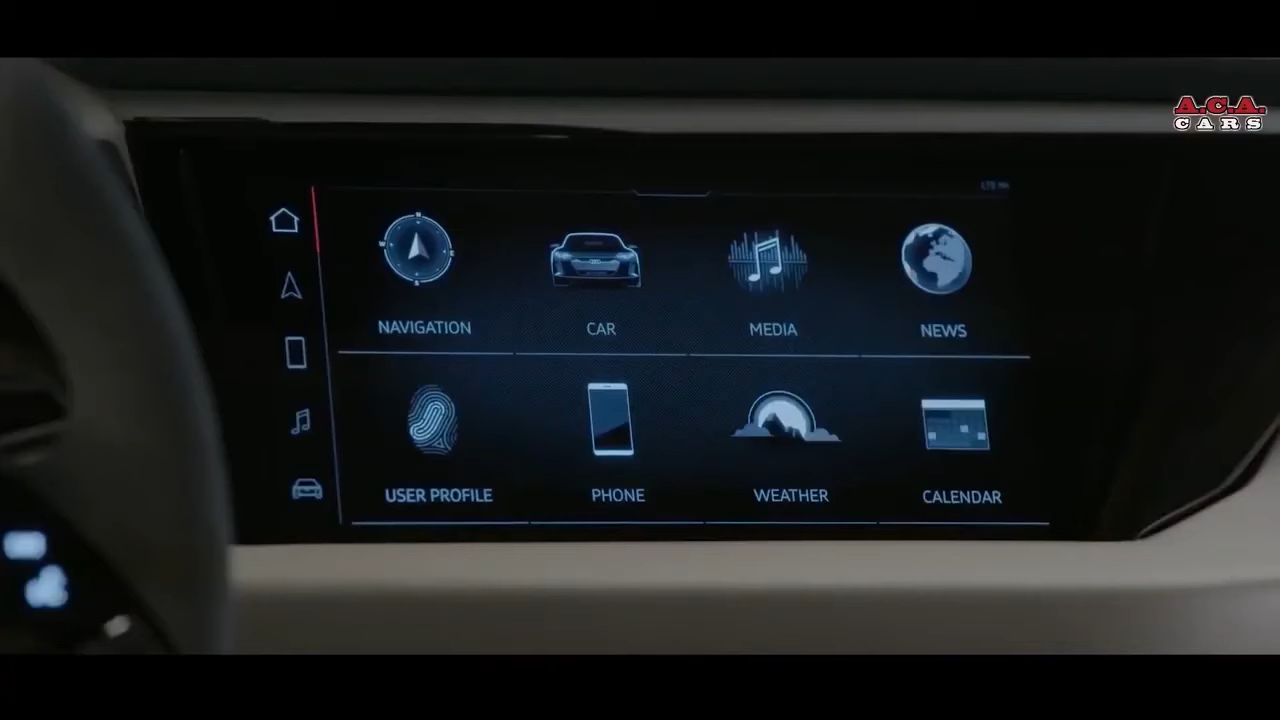 A.C.A.
CARS
NAVIGATION
CAR
MEDIA
NEWS
USER PROFILE
PHONE
WEATHER
CALENDAR